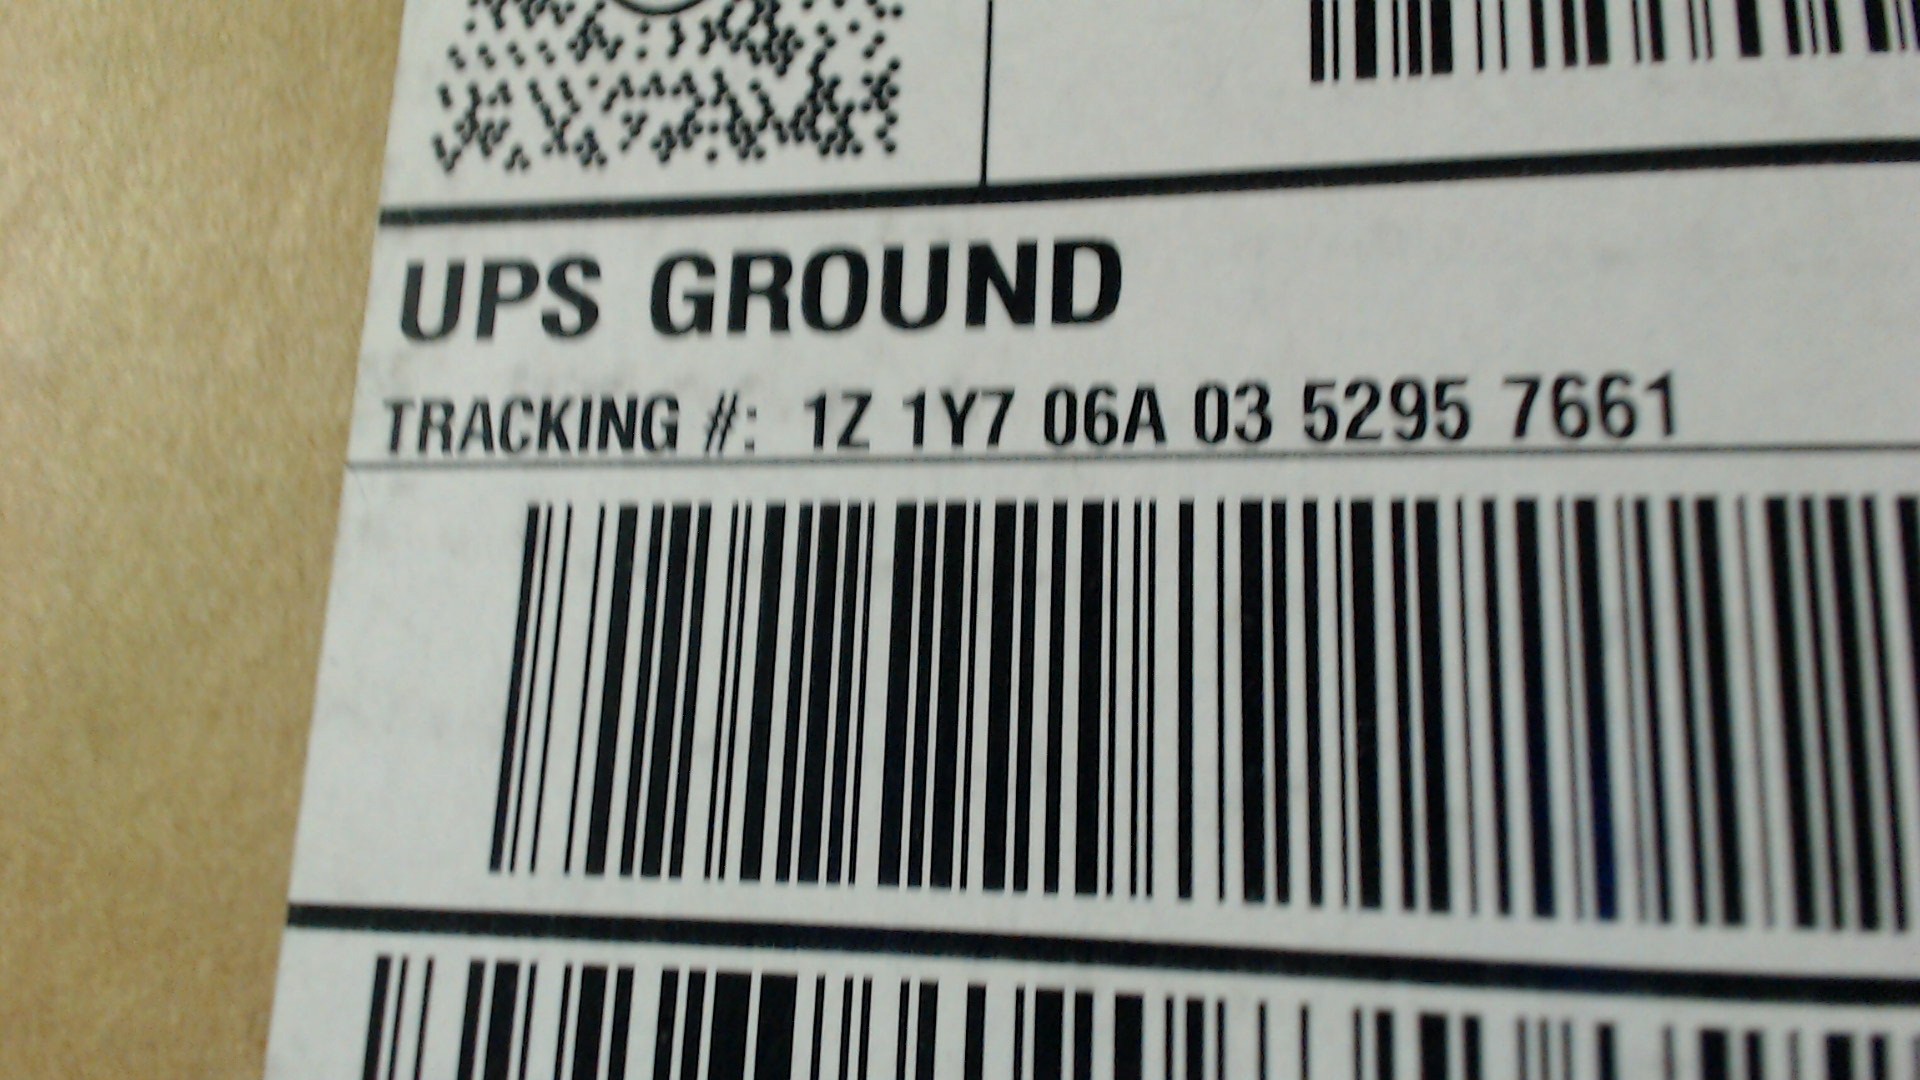 UPS GROUND
TRACKING #: 1Z 1Y7 06A 03 5295 7661